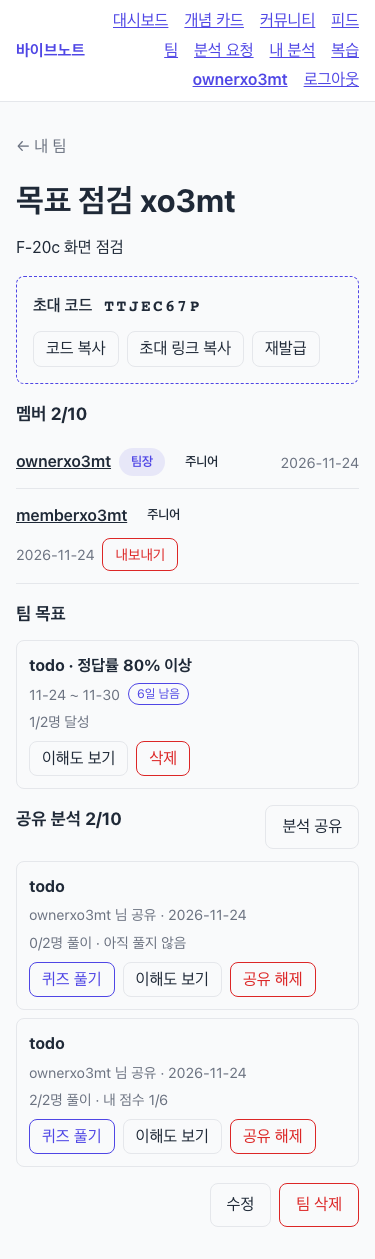 대시보드 개념 카드 커뮤니티 피드
바이브노트 팀 분석 요청 내 분석 복습
ownerxo3mt 로그아웃
← 내 팀
목표 점검 xo3mt
F-20c 화면 점검
초대 코드 TTJEC67P
코드 복사 초대 링크 복사 재발급
멤버 2/10
ownerxo3mt 팀장 주니어 2026-11-24
memberxo3mt 주니어
2026-11-24 내보내기
팀 목표
todo · 정답률 80% 이상
11-24 ~ 11-30 6일 남음
1/2명 달성
이해도 보기 삭제
공유 분석 2/10 분석 공유
todo
ownerxo3mt 님 공유 · 2026-11-24
0/2명 풀이 · 아직 풀지 않음
퀴즈 풀기 이해도 보기 공유 해제
todo
ownerxo3mt 님 공유 · 2026-11-24
2/2명 풀이 · 내 점수 1/6
퀴즈 풀기 이해도 보기 공유 해제
수정 팀 삭제